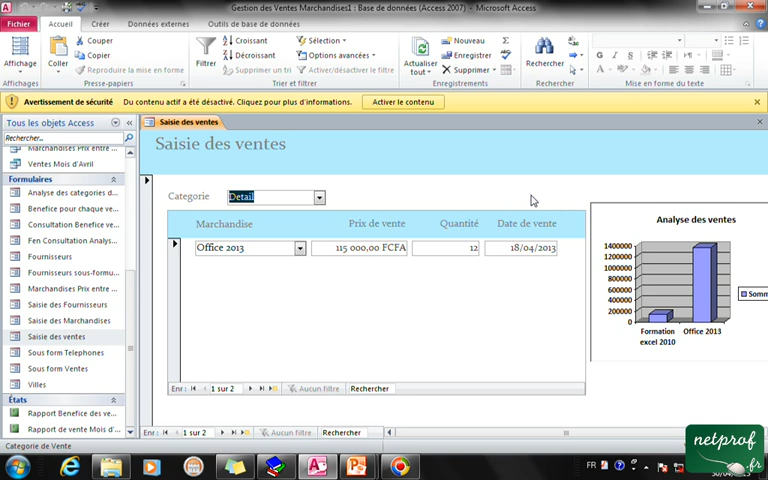 Gestion des Ventes Marchandises1 : Base de données (Access 2007) - Microsoft Access
Fichier Accueil Créer Données externes Outils de base de données
Affichages
Coller
Couper
Copier
Reproduire la mise en forme
Filtrer
Croissant
Décroissant
Supprimer un tri
Sélection
Options avancées
Activer/désactiver le filtre
Actualiser tout
Nouveau
Enregistrer
Supprimer
Rechercher
G I S
Affichages Presse-papiers Trier et filtrer Enregistrements Rechercher Mise en forme du texte
Avertissement de sécurité Du contenu actif a été désactivé. Cliquez pour plus d'informations. Activer le contenu
Tous les objets Access
Rechercher...
Marchandises Prix entre ...
Ventes Mois d'Avril
Formulaires
Analyse des categories d...
Benefice pour chaque ve...
Consultation Benefice ve...
Fen Consultation Analys...
Fournisseurs
Fournisseurs sous-formu...
Marchandises Prix entre ...
Saisie des Fournisseurs
Saisie des Marchandises
Saisie des ventes
Sous form Telephones
Sous form Ventes
Villes
États
Rapport Benefice des ve...
Rapport de vente Mois d'...
Saisie des ventes
Saisie des ventes
Categorie Detail
Marchandise Prix de vente Quantité Date de vente
Office 2013 115 000,00 FCFA 12 18/04/2013
Enr : 1 sur 2 Aucun filtre Rechercher
Analyse des ventes
1400000
1200000
1000000
800000
600000
400000
200000
0
Formation excel 2010
Office 2013
Somm
Enr : 1 sur 2 Aucun filtre Rechercher
Categorie de Vente
FR
netprof
.fr